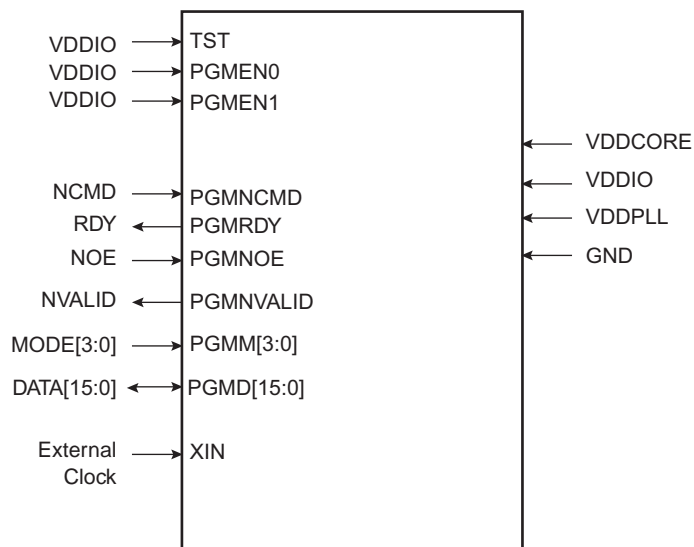 VDDIO TST
VDDIO PGMEN0
VDDIO PGMEN1
VDDCORE
VDDIO
NCMD PGMNCMD
VDDPLL
RDY PGMRDY
GND
NOE PGMNOE
NVALID PGMNVALID
MODE[3:0] PGMM[3:0]
DATA[15:0] PGMD[15:0]
External XIN
Clock